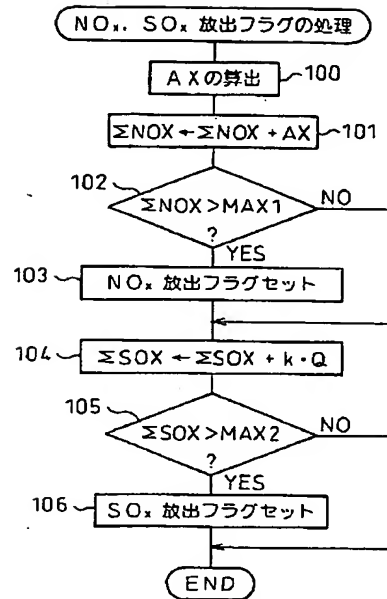 NOx, SOx 放出フラグの処理
AXの算出
100
ΣNOX←ΣNOX + AX
101
102
ΣNOX>MAX1
?
NO
YES
103
NOx 放出フラグセット
104
ΣSOX←ΣSOX + k・Q
105
ΣSOX>MAX2
?
NO
YES
106
SOx 放出フラグセット
END